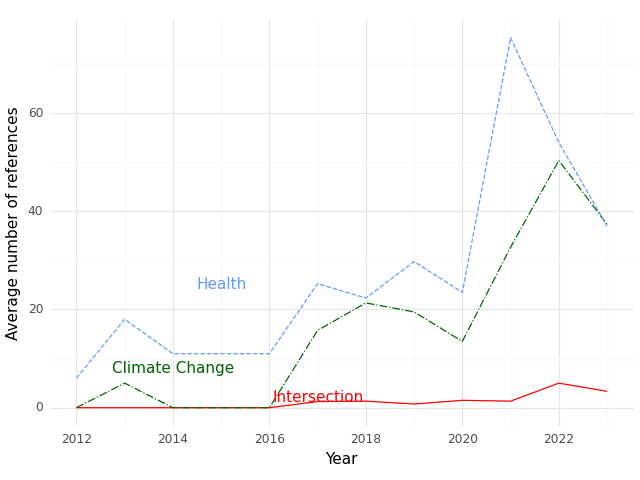 Average number of references
60
40
20
0
Health
Climate Change
Intersection
2012 2014 2016 2018 2020 2022
Year